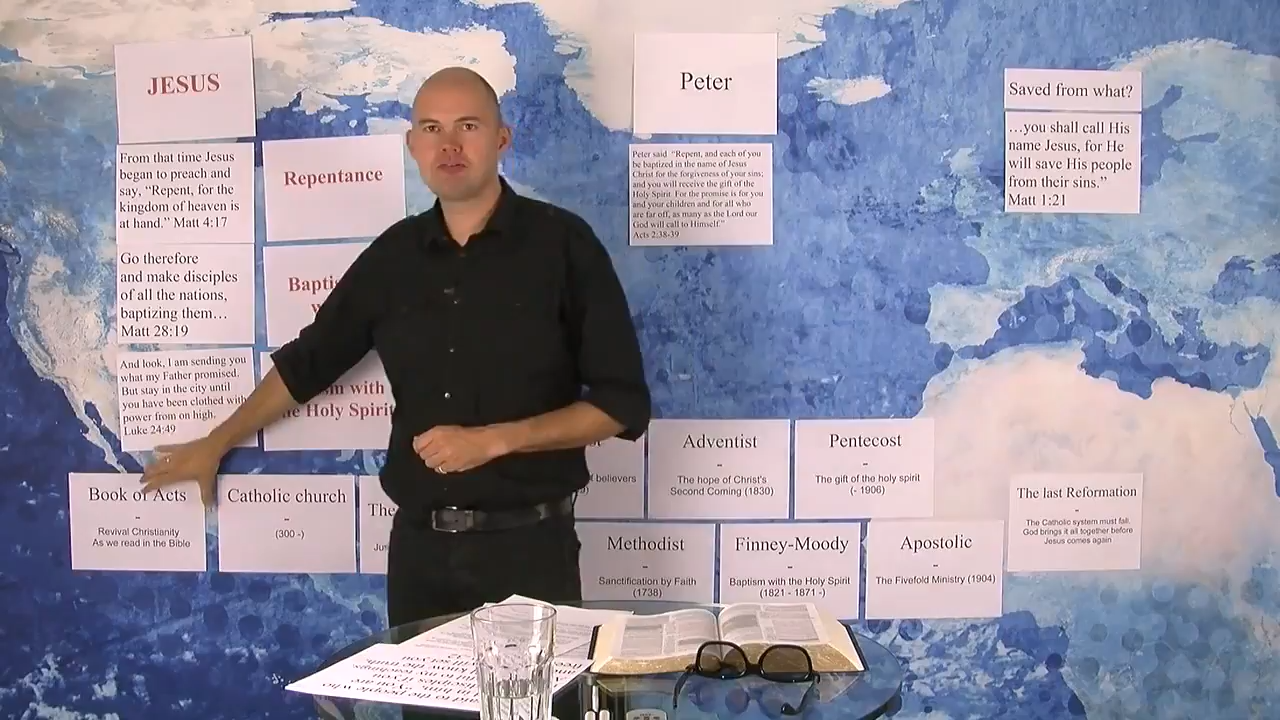 JESUS
From that time Jesus
began to preach and
say, “Repent, for the
kingdom of heaven is
at hand.” Matt 4:17
Go therefore
and make disciples
of all the nations,
baptizing them…
Matt 28:19
And look, I am sending you
what my Father promised.
But stay in the city until
you have been clothed with
power from on high.
Luke 24:49
Repentance
with
Holy Spirit
Peter
Peter said “Repent, and each of you
be baptized in the name of Jesus
Christ for the forgiveness of your sins;
and you will receive the gift of the
Holy Spirit. For the promise is for you
and your children and for all who
are far off, as many as the Lord our
God will call to Himself.”
Acts 2:38-39
Saved from what?
…you shall call His
name Jesus, for He
will save His people
from their sins.”
Matt 1:21
Book of Acts
-
Revival Christianity
As we read in the Bible
Catholic church
-
(300 -)
The
believers
Adventist
-
The hope of Christ's
Second Coming (1830)
Pentecost
-
The gift of the holy spirit
(- 1906)
Methodist
-
Sanctification by Faith
(1738)
Finney-Moody
-
Baptism with the Holy Spirit
(1821 - 1871 -)
Apostolic
-
The Fivefold Ministry (1904)
The last Reformation
-
The Catholic system must fall.
God brings it all together before
Jesus comes again